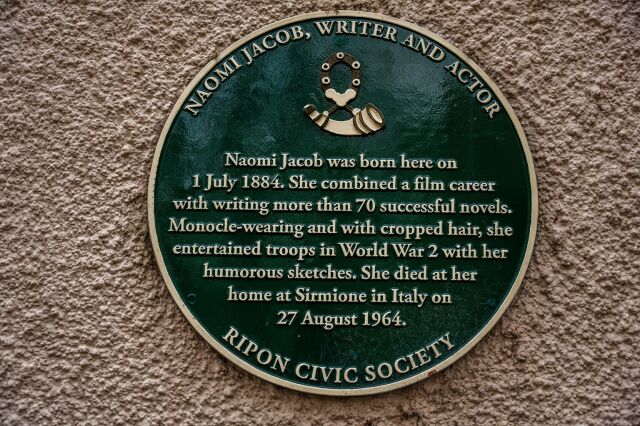 NAOMI JACOB, WRITER AND ACTOR
Naomi Jacob was born here on
1 July 1884. She combined a film career
with writing more than 70 successful novels.
Monocle-wearing and with cropped hair, she
entertained troops in World War 2 with her
humorous sketches. She died at her
home at Sirmione in Italy on
27 August 1964.
RIPON CIVIC SOCIETY